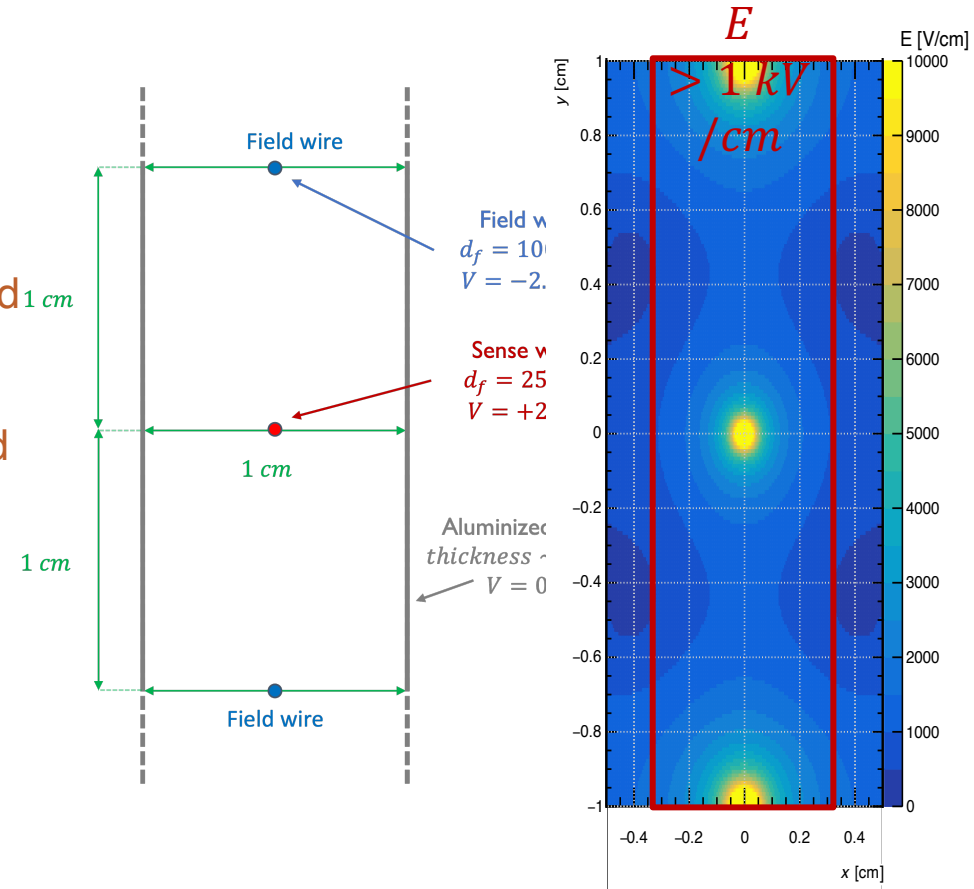 Field wire
Field w
d_f = 10
V = −2.
d
1 cm
Sense w
d_f = 25
V = +2
d
1 cm
1 cm
Aluminized
thickness ~
V = 0
Field wire
E
> 1 kV
/cm
E [V/cm]
y [cm]
1
0.8
0.6
0.4
0.2
0
−0.2
−0.4
−0.6
−0.8
−1
−0.4
−0.2
0
0.2
0.4
x [cm]
10000
9000
8000
7000
6000
5000
4000
3000
2000
1000
0